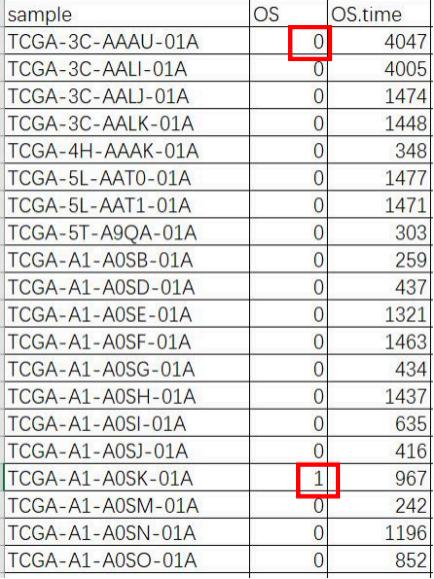 sample OS OS.time
TCGA-3C-AAAU-01A 0 4047
TCGA-3C-AALI-01A 0 4005
TCGA-3C-AALJ-01A 0 1474
TCGA-3C-AALK-01A 0 1448
TCGA-4H-AAAK-01A 0 348
TCGA-5L-AAT0-01A 0 1477
TCGA-5L-AAT1-01A 0 1471
TCGA-5T-A9QA-01A 0 303
TCGA-A1-A0SB-01A 0 259
TCGA-A1-A0SD-01A 0 437
TCGA-A1-A0SE-01A 0 1321
TCGA-A1-A0SF-01A 0 1463
TCGA-A1-A0SG-01A 0 434
TCGA-A1-A0SH-01A 0 1437
TCGA-A1-A0SI-01A 0 635
TCGA-A1-A0SJ-01A 0 416
TCGA-A1-A0SK-01A 1 967
TCGA-A1-A0SM-01A 0 242
TCGA-A1-A0SN-01A 0 1196
TCGA-A1-A0SO-01A 0 852